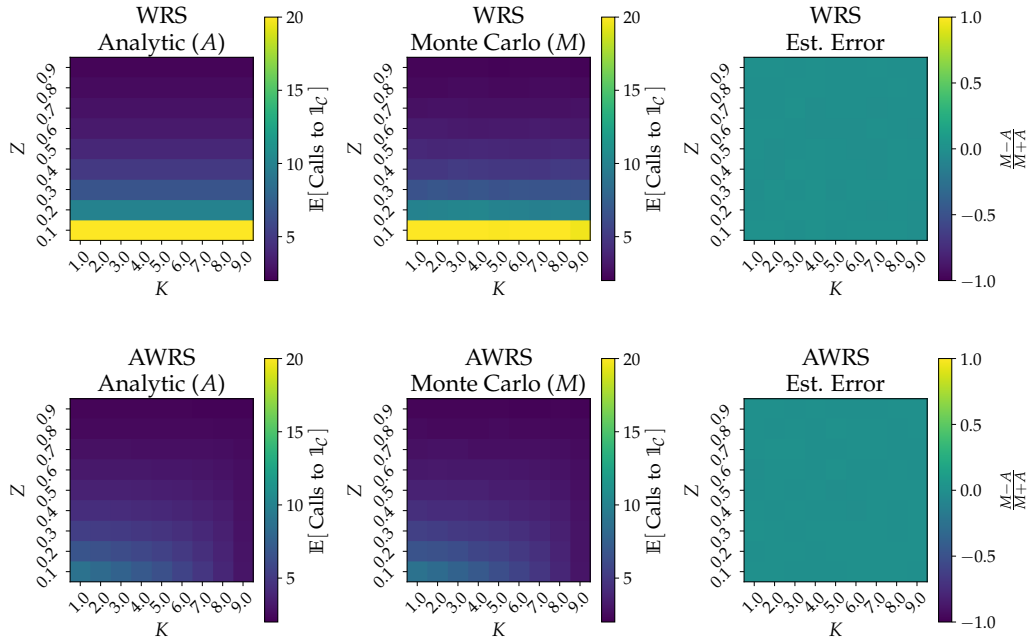 WRS
Analytic (A)
20
15
10
5
𝔼[ Calls to 𝟙_𝒞 ]
Z
0.9
0.8
0.7
0.6
0.5
0.4
0.3
0.2
0.1
1.0 2.0 3.0 4.0 5.0 6.0 7.0 8.0 9.0
K
WRS
Monte Carlo (M)
20
15
10
5
𝔼[ Calls to 𝟙_𝒞 ]
Z
0.9
0.8
0.7
0.6
0.5
0.4
0.3
0.2
0.1
1.0 2.0 3.0 4.0 5.0 6.0 7.0 8.0 9.0
K
WRS
Est. Error
1.0
0.5
0.0
−0.5
−1.0
M−A
M+A
Z
0.9
0.8
0.7
0.6
0.5
0.4
0.3
0.2
0.1
1.0 2.0 3.0 4.0 5.0 6.0 7.0 8.0 9.0
K
AWRS
Analytic (A)
20
15
10
5
𝔼[ Calls to 𝟙_𝒞 ]
Z
0.9
0.8
0.7
0.6
0.5
0.4
0.3
0.2
0.1
1.0 2.0 3.0 4.0 5.0 6.0 7.0 8.0 9.0
K
AWRS
Monte Carlo (M)
20
15
10
5
𝔼[ Calls to 𝟙_𝒞 ]
Z
0.9
0.8
0.7
0.6
0.5
0.4
0.3
0.2
0.1
1.0 2.0 3.0 4.0 5.0 6.0 7.0 8.0 9.0
K
AWRS
Est. Error
1.0
0.5
0.0
−0.5
−1.0
M−A
M+A
Z
0.9
0.8
0.7
0.6
0.5
0.4
0.3
0.2
0.1
1.0 2.0 3.0 4.0 5.0 6.0 7.0 8.0 9.0
K